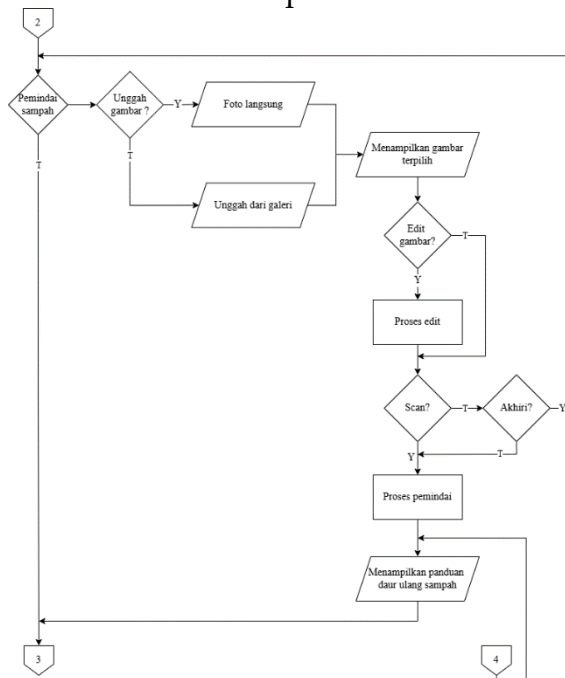 2
Pemindai
sampah
Unggah
gambar ?
Y
Foto langsung
T
Unggah dari galeri
Menampilkan gambar
terpilih
T
Edit
gambar?
T
Y
Proses edit
Scan?
T
Akhiri?
Y
Y
T
Proses pemindai
Menampilkan panduan
daur ulang sampah
3
4